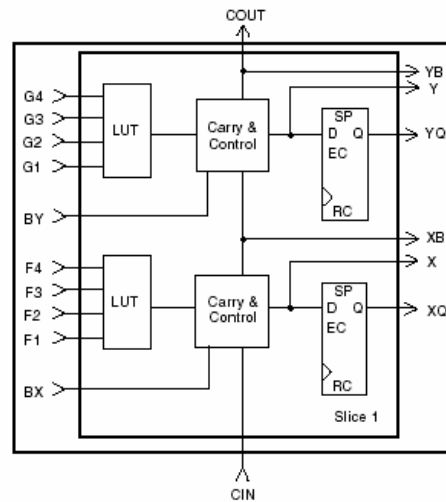 COUT
YB
Y
G4
G3
G2
G1
LUT
Carry &
Control
SP
D Q
EC
RC
YQ
BY
XB
X
F4
F3
F2
F1
LUT
Carry &
Control
SP
D Q
EC
RC
XQ
BX
Slice 1
CIN